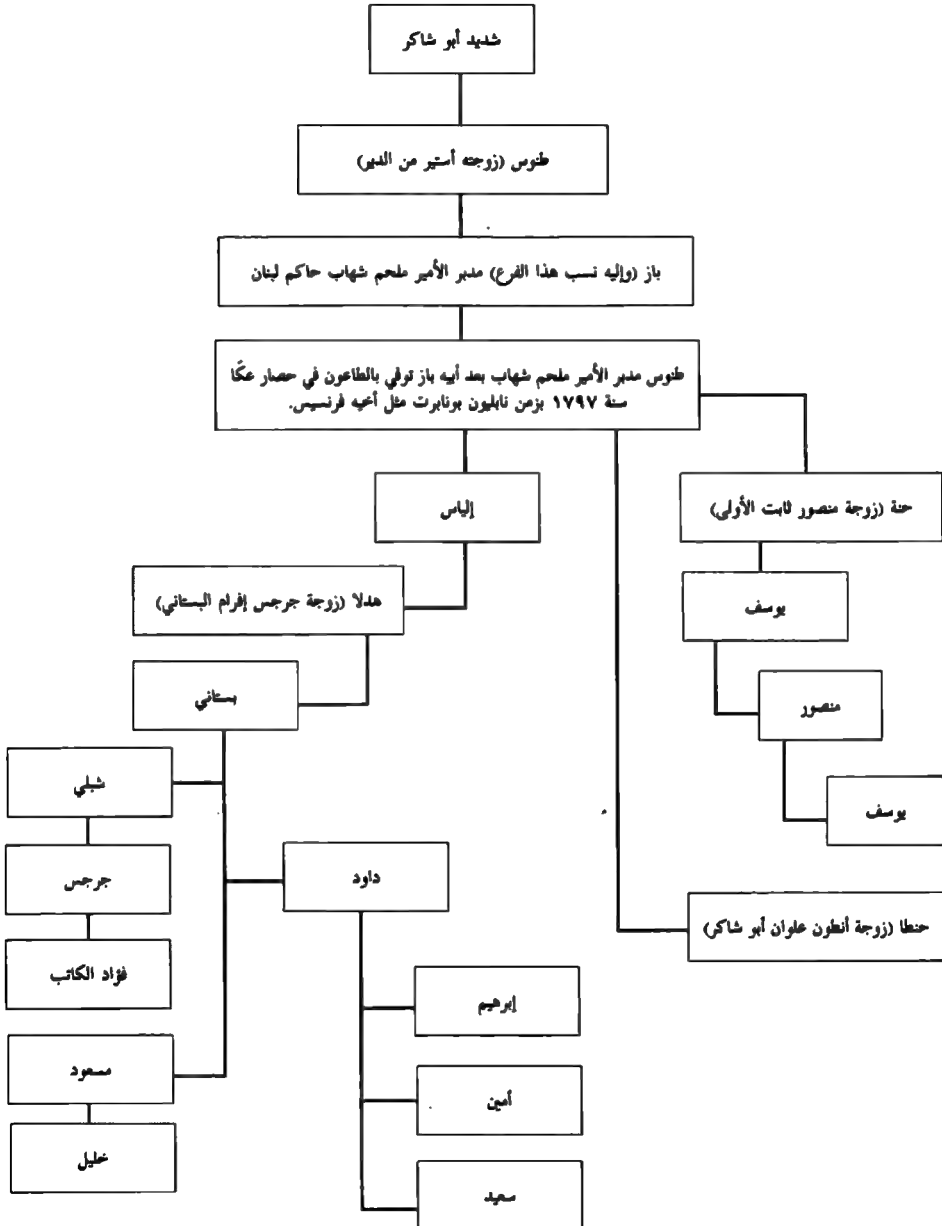 شديد أبو شاكر
طنوس (زوجته أستير من الدير)
باز (وإليه نسب هذا الفرع) مدبر الأمير ملحم شهاب حاكم لبنان
طنوس مدبر الأمير ملحم شهاب بعد أبيه باز توفي بالطاعون في حصار عكّا
سنة ١٧٩٧ بزمن نابليون بونابرت مثل أخيه فرنسيس.
إلياس
حنة (زوجة منصور ثابت الأولى)
هدلا (زوجة جرجس إفرام البستاني)
يوسف
بستاني
منصور
شبلي
يوسف
جرجس
داود
حنطا (زوجة أنطون علوان أبو شاكر)
فؤاد الكاتب
إبرهيم
مسعود
أمين
خليل
سعيد